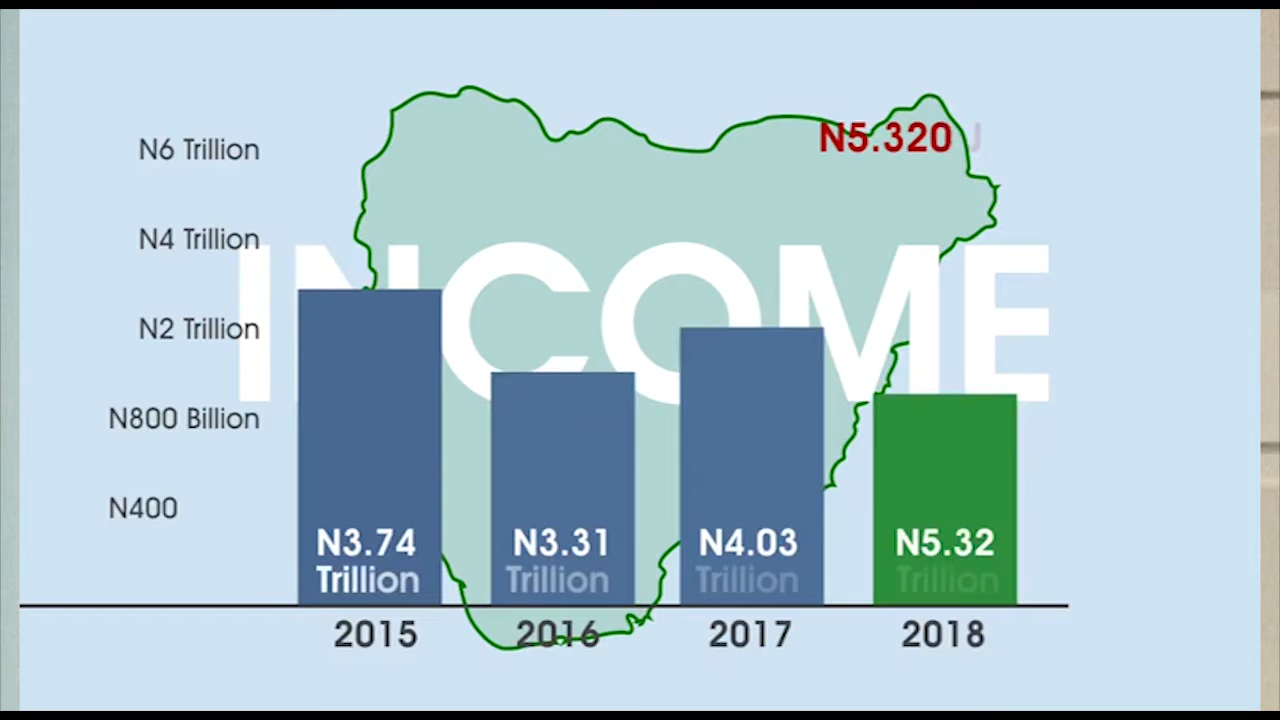 N6 Trillion
N5.320
N4 Trillion
INCOME
N2 Trillion
N800 Billion
N400
N3.74
Trillion
N3.31
Trillion
N4.03
Trillion
N5.32
Trillion
2015
2016
2017
2018